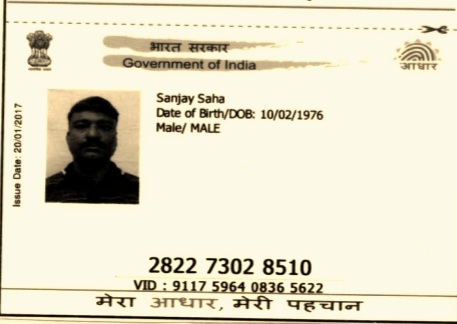 भारत सरकार
Government of India
आधार
Issue Date: 20/01/2017
Sanjay Saha
Date of Birth/DOB: 10/02/1976
Male/ MALE
2822 7302 8510
VID : 9117 5964 0836 5622
मेरा आधार, मेरी पहचान